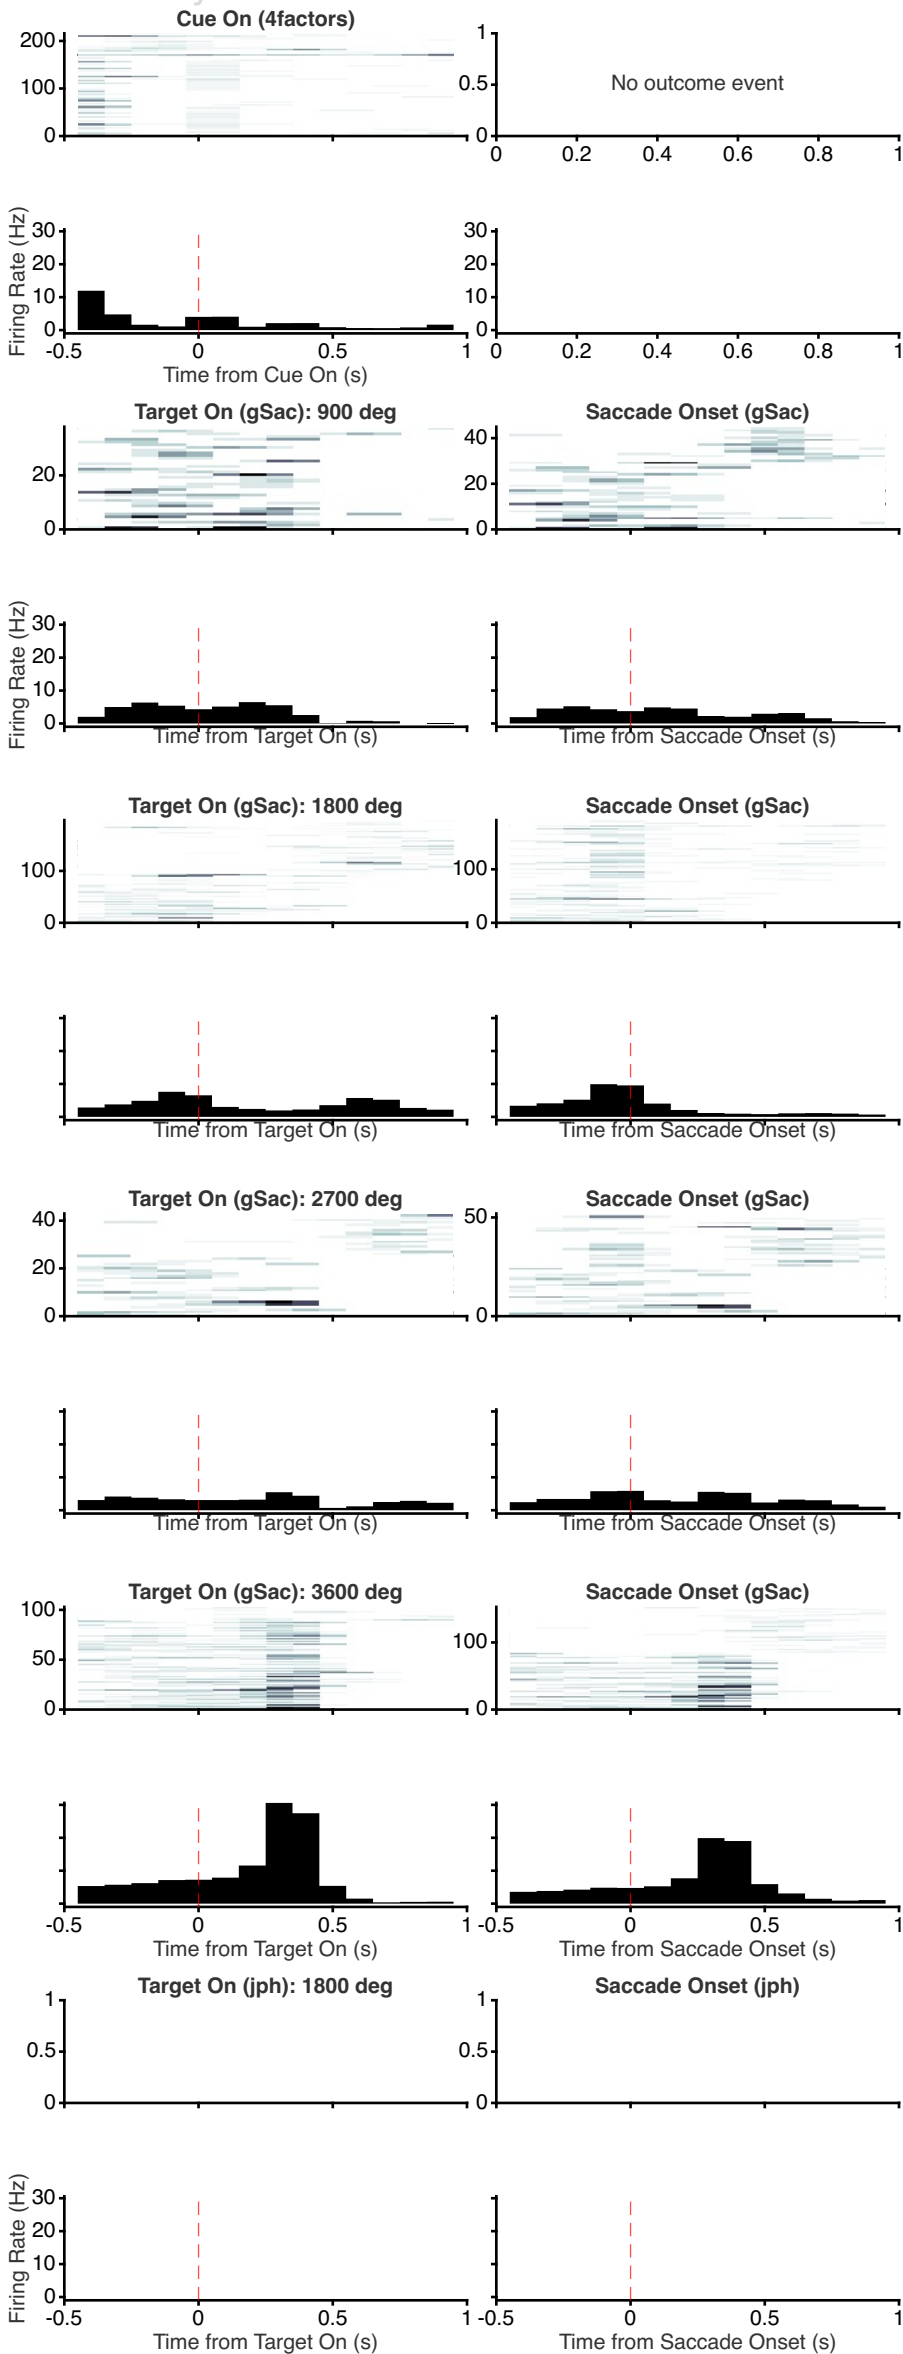 Cue On (4factors)
200
100
0
1
0.5
0
No outcome event
0 0.2 0.4 0.6 0.8 1
Firing Rate (Hz)
30
20
10
0
-0.5 0 0.5 1
Time from Cue On (s)
30
20
10
0
0 0.2 0.4 0.6 0.8 1
Target On (gSac): 900 deg
20
0
Saccade Onset (gSac)
40
20
0
Firing Rate (Hz)
30
20
10
0
Time from Target On (s)
Time from Saccade Onset (s)
Target On (gSac): 1800 deg
100
0
Saccade Onset (gSac)
100
0
Time from Target On (s)
Time from Saccade Onset (s)
Target On (gSac): 2700 deg
40
20
0
Saccade Onset (gSac)
50
0
Time from Target On (s)
Time from Saccade Onset (s)
Target On (gSac): 3600 deg
100
50
0
Saccade Onset (gSac)
100
0
-0.5 0 0.5 1
Time from Target On (s)
-0.5 0 0.5 1
Time from Saccade Onset (s)
Target On (jph): 1800 deg
1
0.5
0
Saccade Onset (jph)
1
0.5
0
Firing Rate (Hz)
30
20
10
0
-0.5 0 0.5 1
Time from Target On (s)
-0.5 0 0.5 1
Time from Saccade Onset (s)